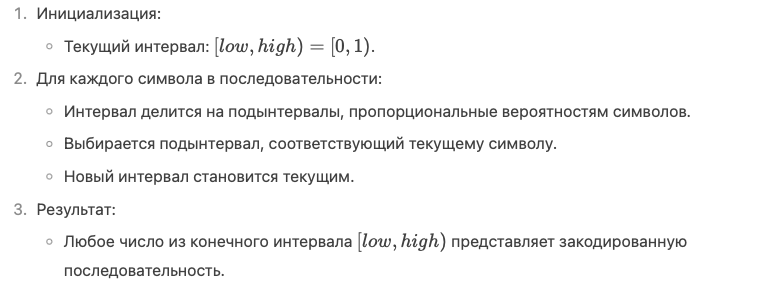 1. Инициализация:
◦ Текущий интервал: [low, high) = [0, 1).
2. Для каждого символа в последовательности:
◦ Интервал делится на подынтервалы, пропорциональные вероятностям символов.
◦ Выбирается подынтервал, соответствующий текущему символу.
◦ Новый интервал становится текущим.
3. Результат:
◦ Любое число из конечного интервала [low, high) представляет закодированную
последовательность.